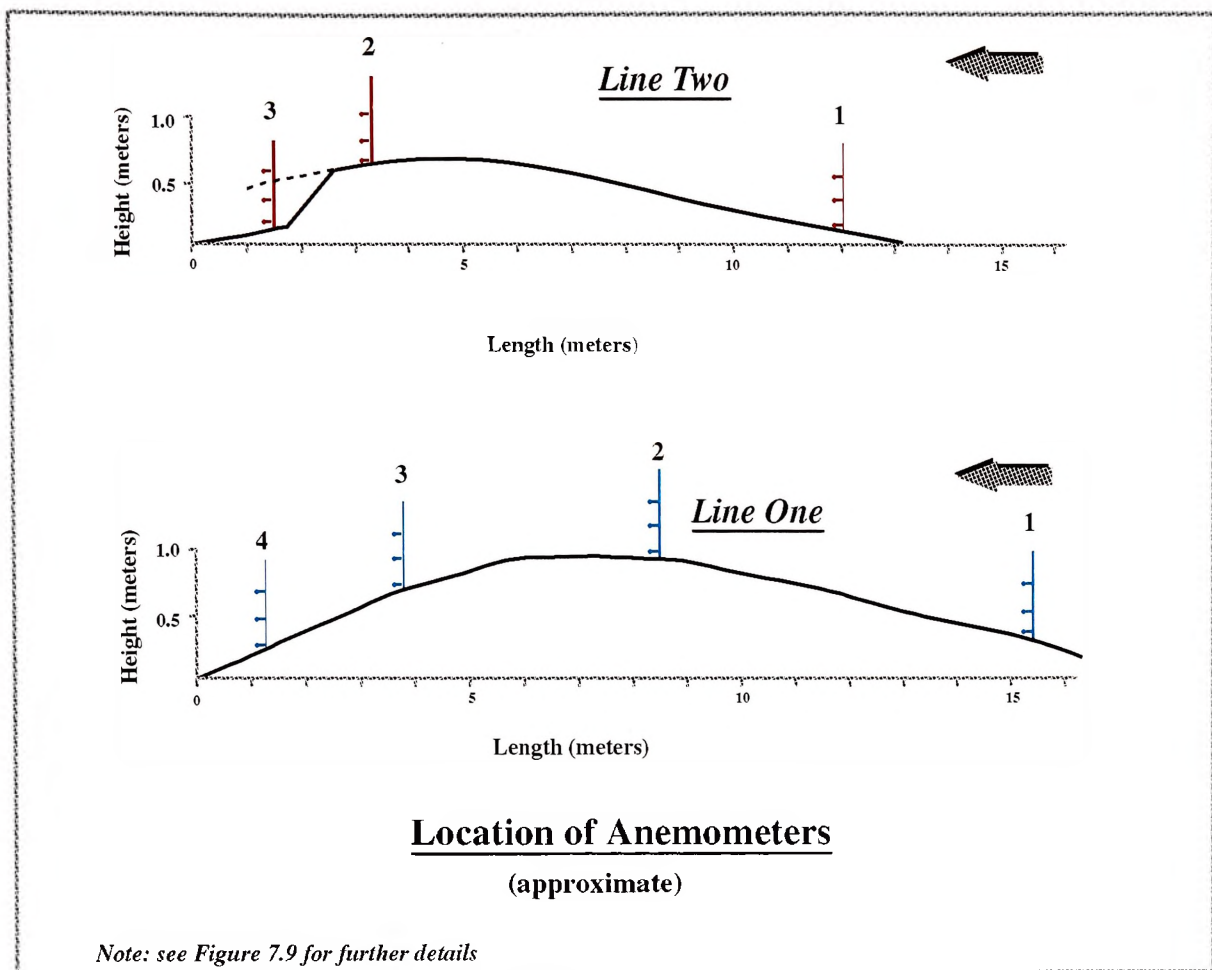 2
Line Two
3
1
1.0
0.5
Height (meters)
0 5 10 15
Length (meters)
2
3
Line One
4
1
1.0
0.5
Height (meters)
0 5 10 15
Length (meters)
Location of Anemometers
(approximate)
Note: see Figure 7.9 for further details